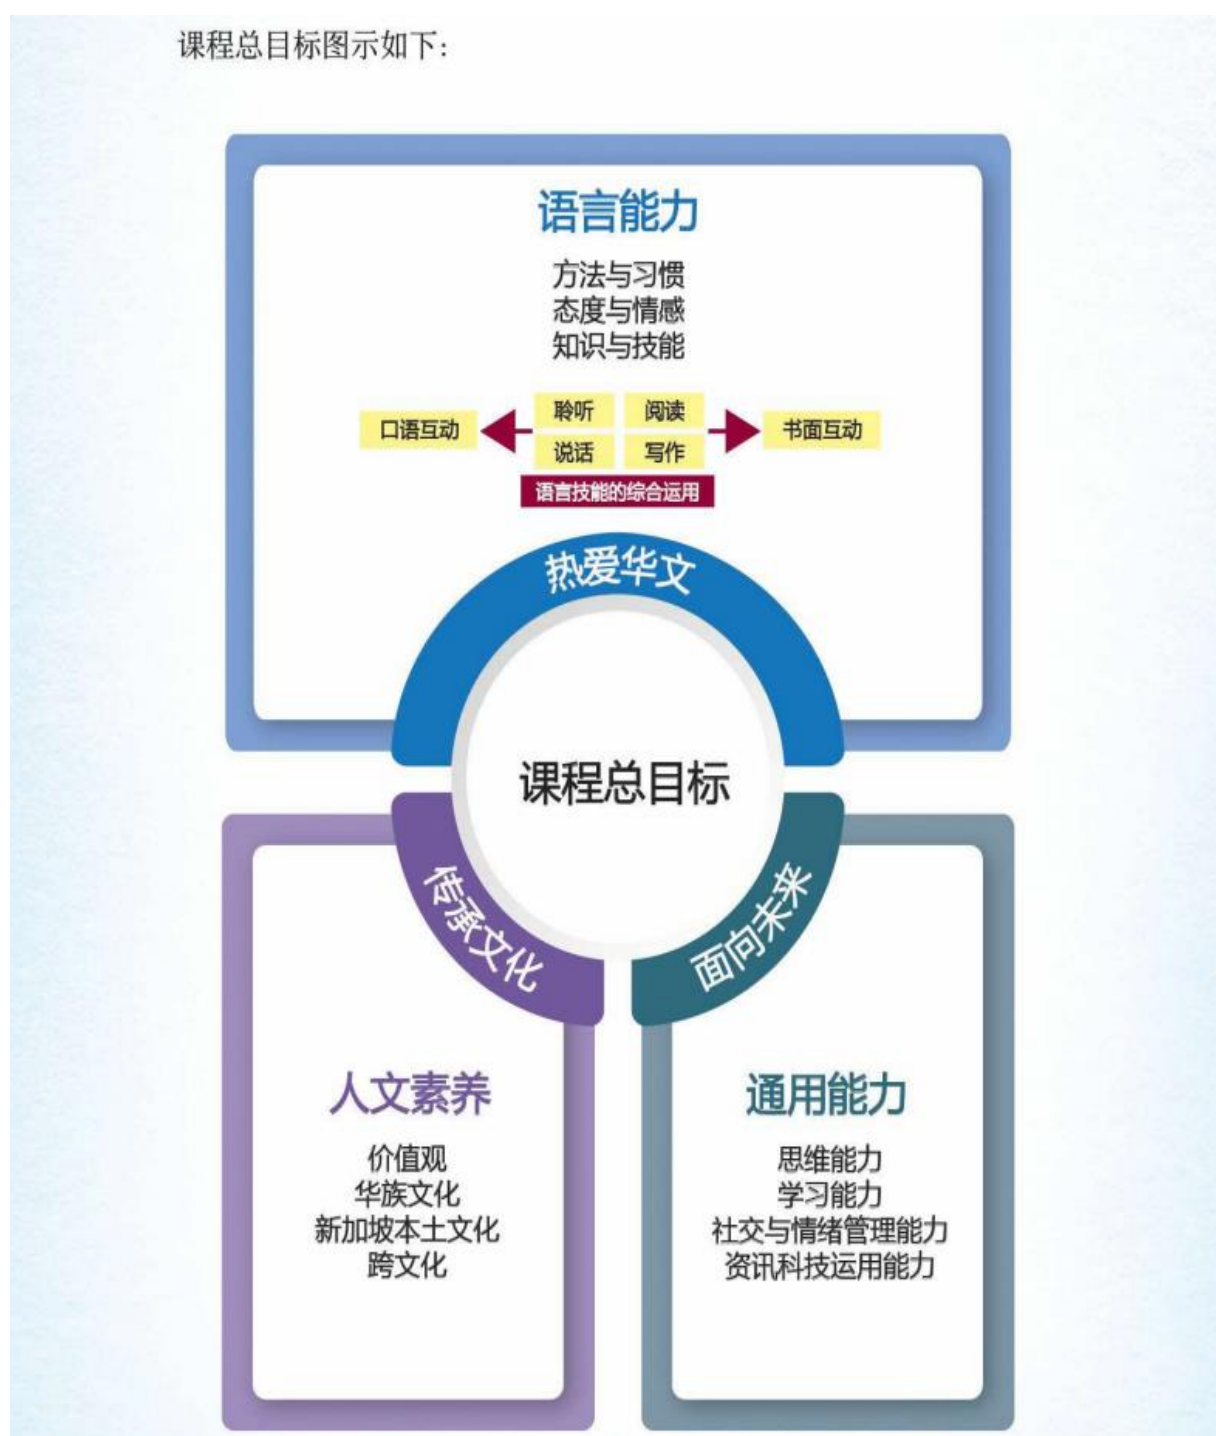 课程总目标图示如下：
语言能力
方法与习惯
态度与情感
知识与技能
口语互动
聆听
阅读
说话
写作
书面互动
语言技能的综合运用
热爱华文
课程总目标
传承文化
面向未来
人文素养
价值观
华族文化
新加坡本土文化
跨文化
通用能力
思维能力
学习能力
社交与情绪管理能力
资讯科技运用能力